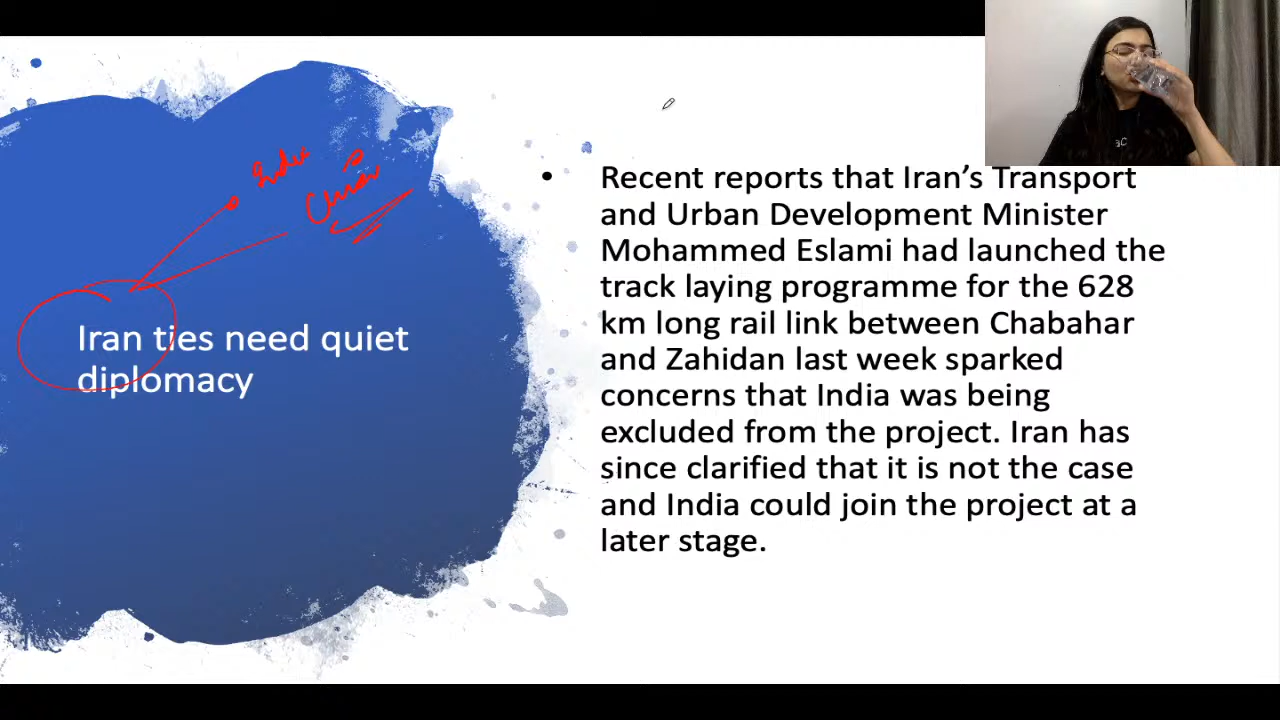 India
China
Iran ties need quiet
diplomacy
• Recent reports that Iran’s Transport
and Urban Development Minister
Mohammed Eslami had launched the
track laying programme for the 628
km long rail link between Chabahar
and Zahidan last week sparked
concerns that India was being
excluded from the project. Iran has
since clarified that it is not the case
and India could join the project at a
later stage.